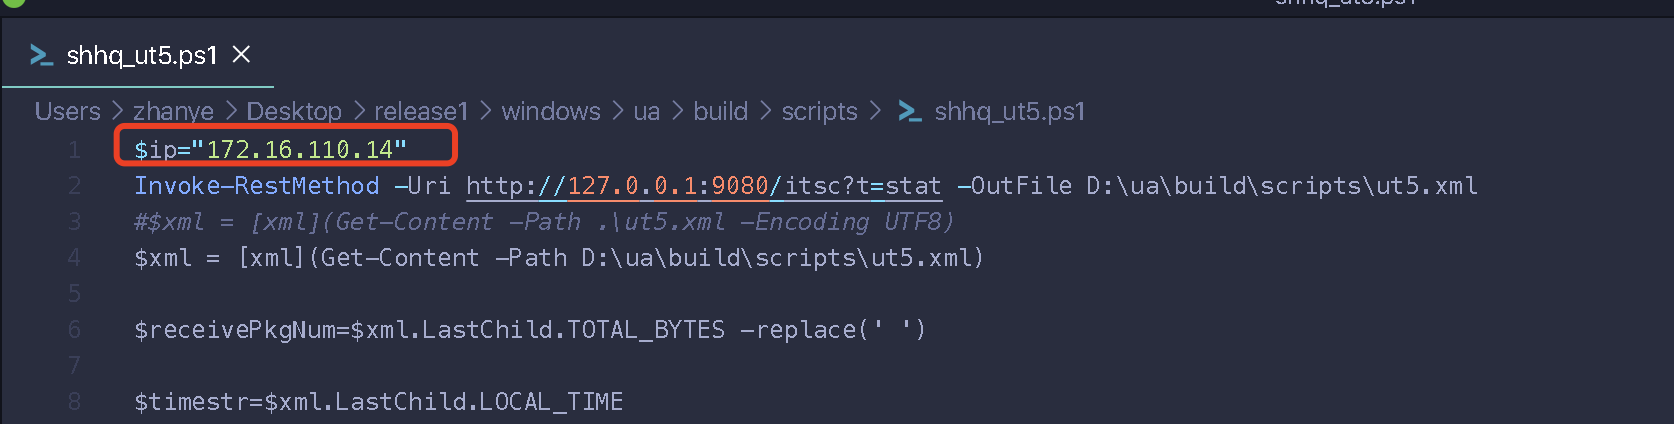 shhq_ut5.ps1
Users > zhanye > Desktop > release1 > windows > ua > build > scripts > shhq_ut5.ps1
1 $ip="172.16.110.14"
2 Invoke-RestMethod -Uri http://127.0.0.1:9080/itsc?t=stat -OutFile D:\ua\build\scripts\ut5.xml
3 #$xml = [xml](Get-Content -Path .\ut5.xml -Encoding UTF8)
4 $xml = [xml](Get-Content -Path D:\ua\build\scripts\ut5.xml)
5
6 $receivePkgNum=$xml.LastChild.TOTAL_BYTES -replace(' ')
7
8 $timestr=$xml.LastChild.LOCAL_TIME